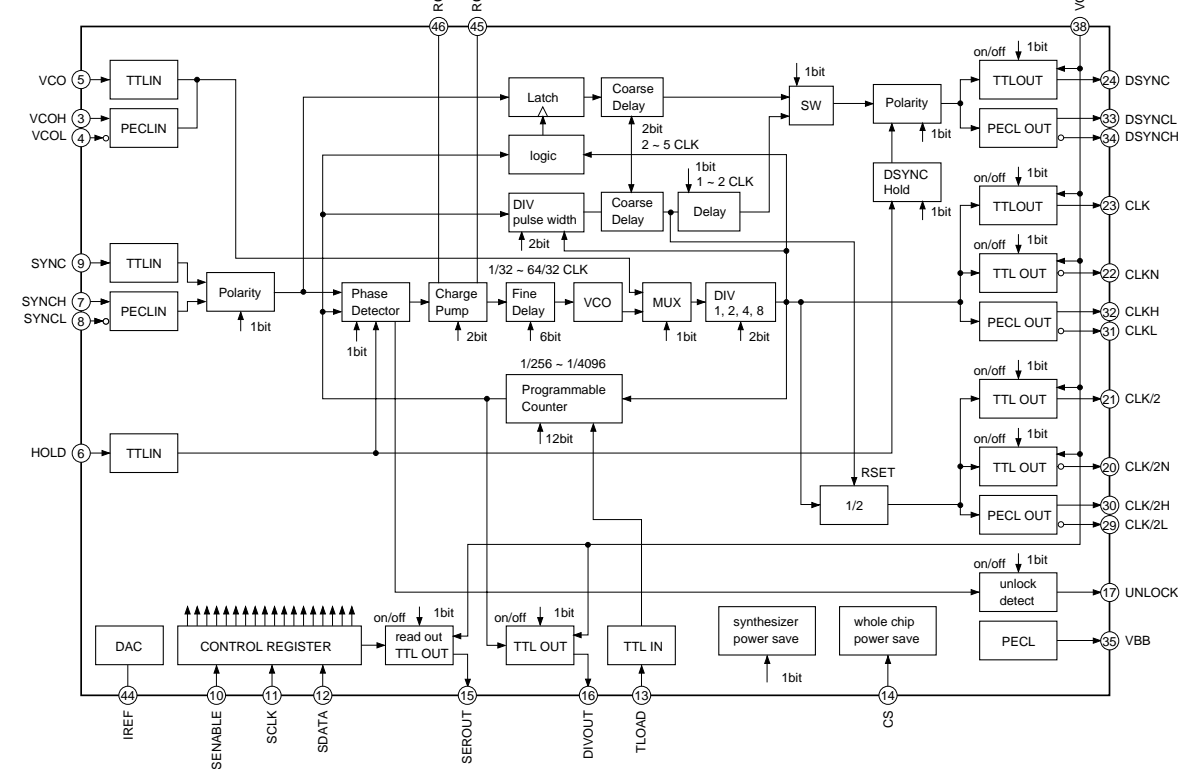 RC
46
RC
45
VC
38
VCO
5
TTLIN
VCOH
3
VCOL
4
PECLIN
Latch
Coarse
Delay
2bit
2 ~ 5 CLK
logic
1bit
SW
Polarity
1bit
on/off
1bit
TTLOUT
24
DSYNC
PECL OUT
33
DSYNCL
34
DSYNCH
DSYNC
Hold
1bit
DIV
pulse width
2bit
Coarse
Delay
1bit
1 ~ 2 CLK
Delay
on/off
1bit
TTLOUT
23
CLK
on/off
1bit
TTL OUT
22
CLKN
PECL OUT
32
CLKH
31
CLKL
SYNC
9
TTLIN
SYNCH
7
SYNCL
8
PECLIN
Polarity
1bit
Phase
Detector
1bit
Charge
Pump
2bit
1/32 ~ 64/32 CLK
Fine
Delay
6bit
VCO
MUX
1bit
DIV
1, 2, 4, 8
2bit
1/256 ~ 1/4096
Programmable
Counter
12bit
on/off
1bit
TTL OUT
21
CLK/2
on/off
1bit
TTL OUT
20
CLK/2N
PECL OUT
30
CLK/2H
29
CLK/2L
HOLD
6
TTLIN
RSET
1/2
on/off
1bit
unlock
detect
17
UNLOCK
DAC
CONTROL REGISTER
on/off
1bit
read out
TTL OUT
on/off
1bit
TTL OUT
TTL IN
synthesizer
power save
1bit
whole chip
power save
PECL
35
VBB
44
IREF
10
SENABLE
11
SCLK
12
SDATA
15
SEROUT
16
DIVOUT
13
TLOAD
14
CS